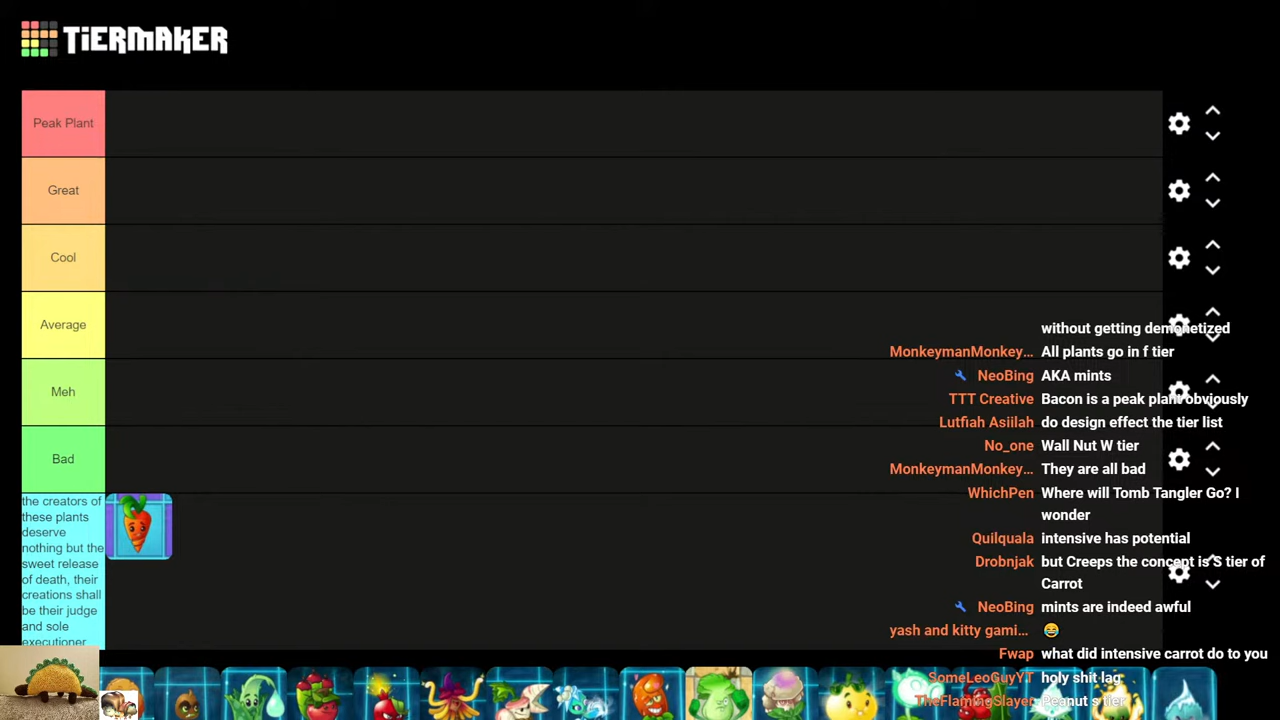 TIERMAKER
Peak Plant
Great
Cool
Average
Meh
Bad
the creators of
these plants
deserve
nothing but the
sweet release
of death, their
creations shall
be their judge
and sole
executioner
without getting demonetized
MonkeymanMonkey… All plants go in f tier
NeoBing AKA mints
TTT Creative Bacon is a peak plant obviously
Lutfiah Asiilah do design effect the tier list
No_one Wall Nut W tier
MonkeymanMonkey… They are all bad
WhichPen Where will Tomb Tangler Go? I
wonder
Quilquala intensive has potential
Drobnjak but Creeps the concept is S tier of
Carrot
NeoBing mints are indeed awful
yash and kitty gami… 😂
Fwap what did intensive carrot do to you
SomeLeoGuyYT holy shit lag
TheFlamingSlayer Peanut s tier